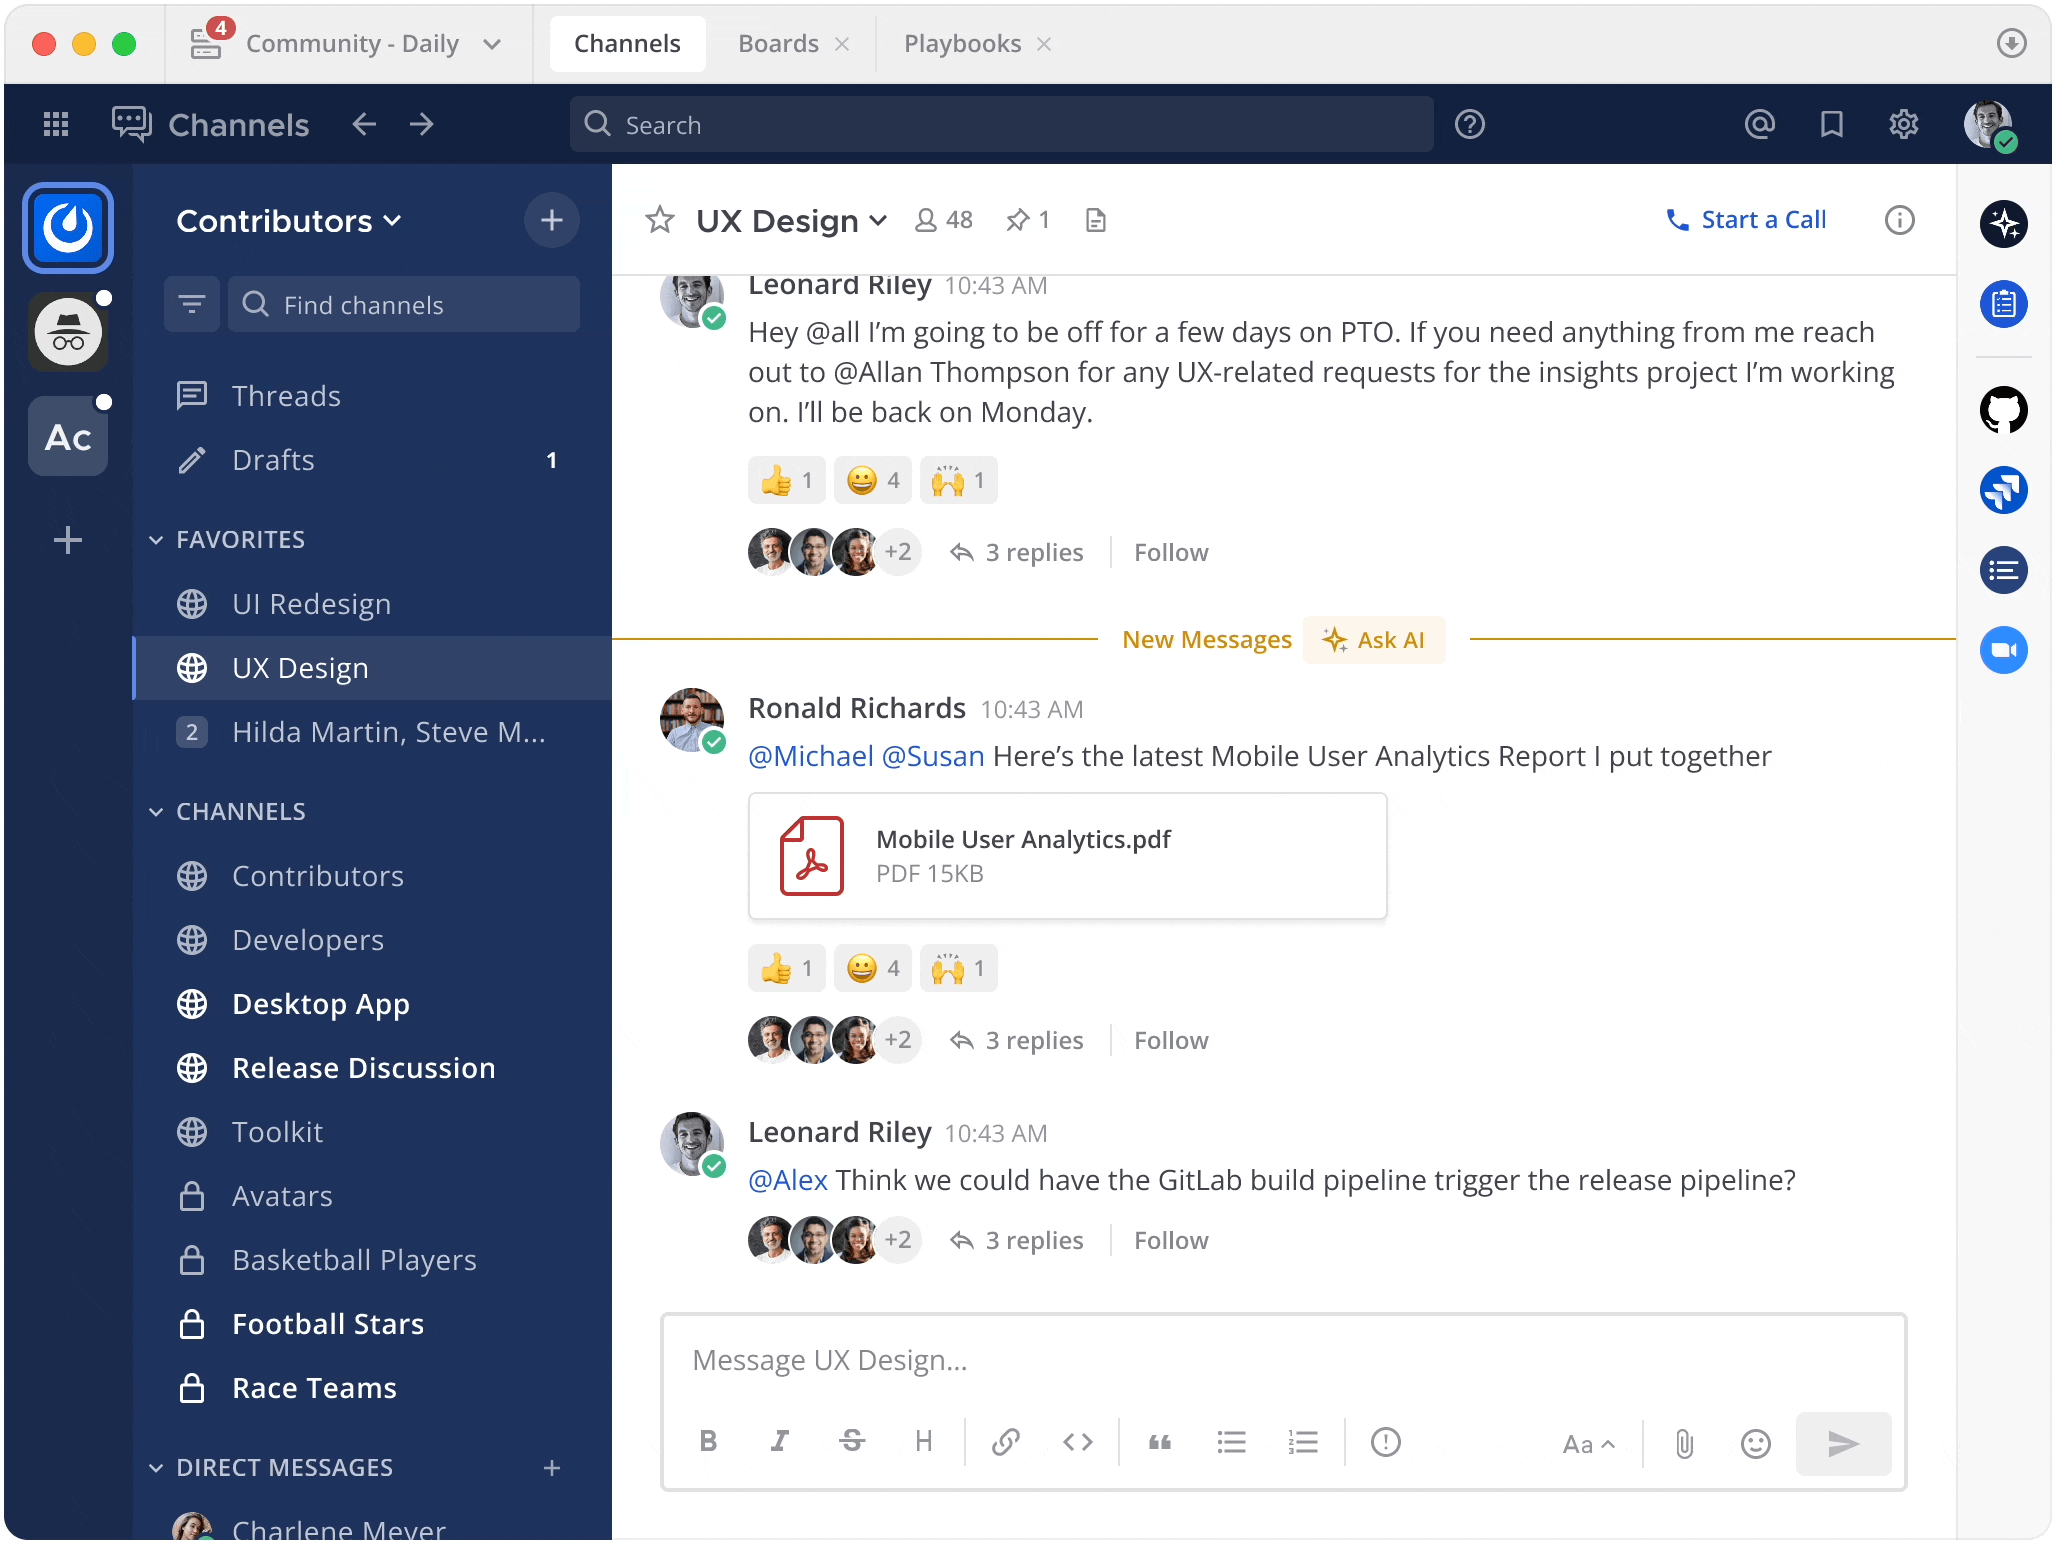 4
Community - Daily
Channels
Boards
Playbooks
Channels
Search
Contributors
Find channels
Threads
Drafts
1
FAVORITES
UI Redesign
UX Design
2
Hilda Martin, Steve M...
CHANNELS
Contributors
Developers
Desktop App
Release Discussion
Toolkit
Avatars
Basketball Players
Football Stars
Race Teams
DIRECT MESSAGES
Charlene Meyer
Ac
UX Design
48
1
Start a Call
Leonard Riley 10:43 AM
Hey @all I’m going to be off for a few days on PTO. If you need anything from me reach
out to @Allan Thompson for any UX-related requests for the insights project I’m working
on. I’ll be back on Monday.
1 4 1
+2 3 replies Follow
New Messages Ask AI
Ronald Richards 10:43 AM
@Michael @Susan Here’s the latest Mobile User Analytics Report I put together
Mobile User Analytics.pdf
PDF 15KB
1 4 1
+2 3 replies Follow
Leonard Riley 10:43 AM
@Alex Think we could have the GitLab build pipeline trigger the release pipeline?
+2 3 replies Follow
Message UX Design...
B I S H Aa